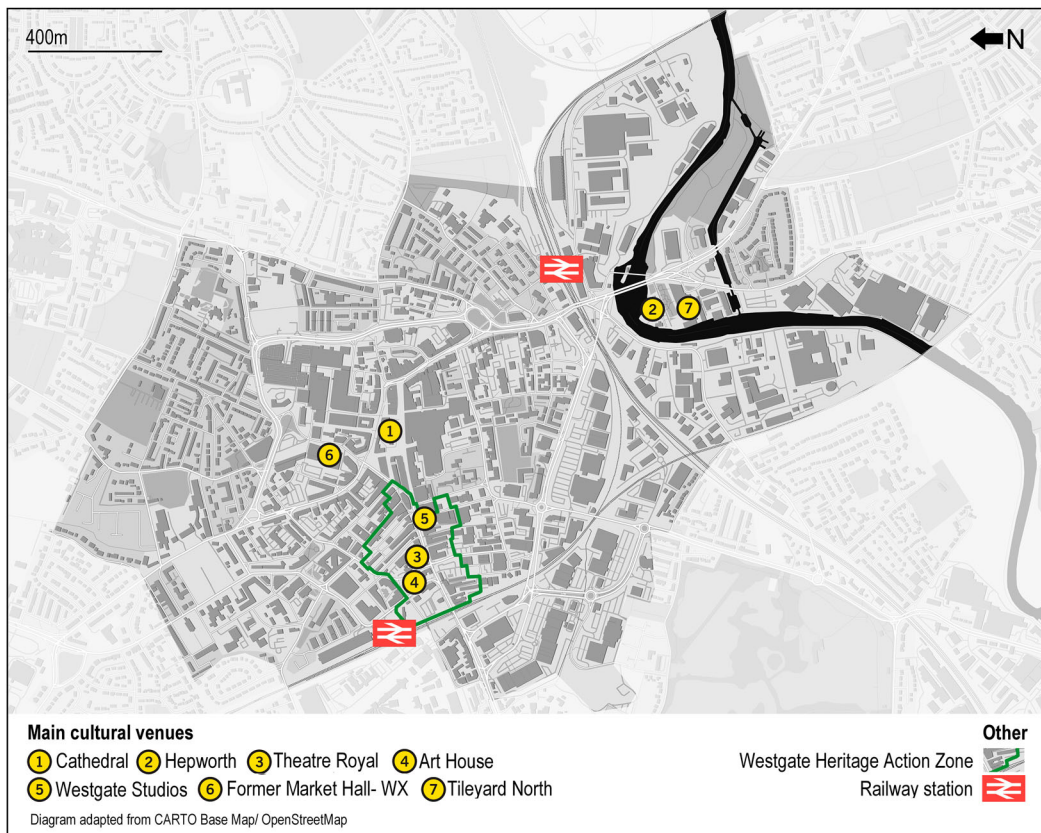 400m
N
1
2
7
6
5
3
4
Main cultural venues
Other
1 Cathedral 2 Hepworth 3 Theatre Royal 4 Art House
Westgate Heritage Action Zone
5 Westgate Studios 6 Former Market Hall- WX 7 Tileyard North
Railway station
Diagram adapted from CARTO Base Map/ OpenStreetMap